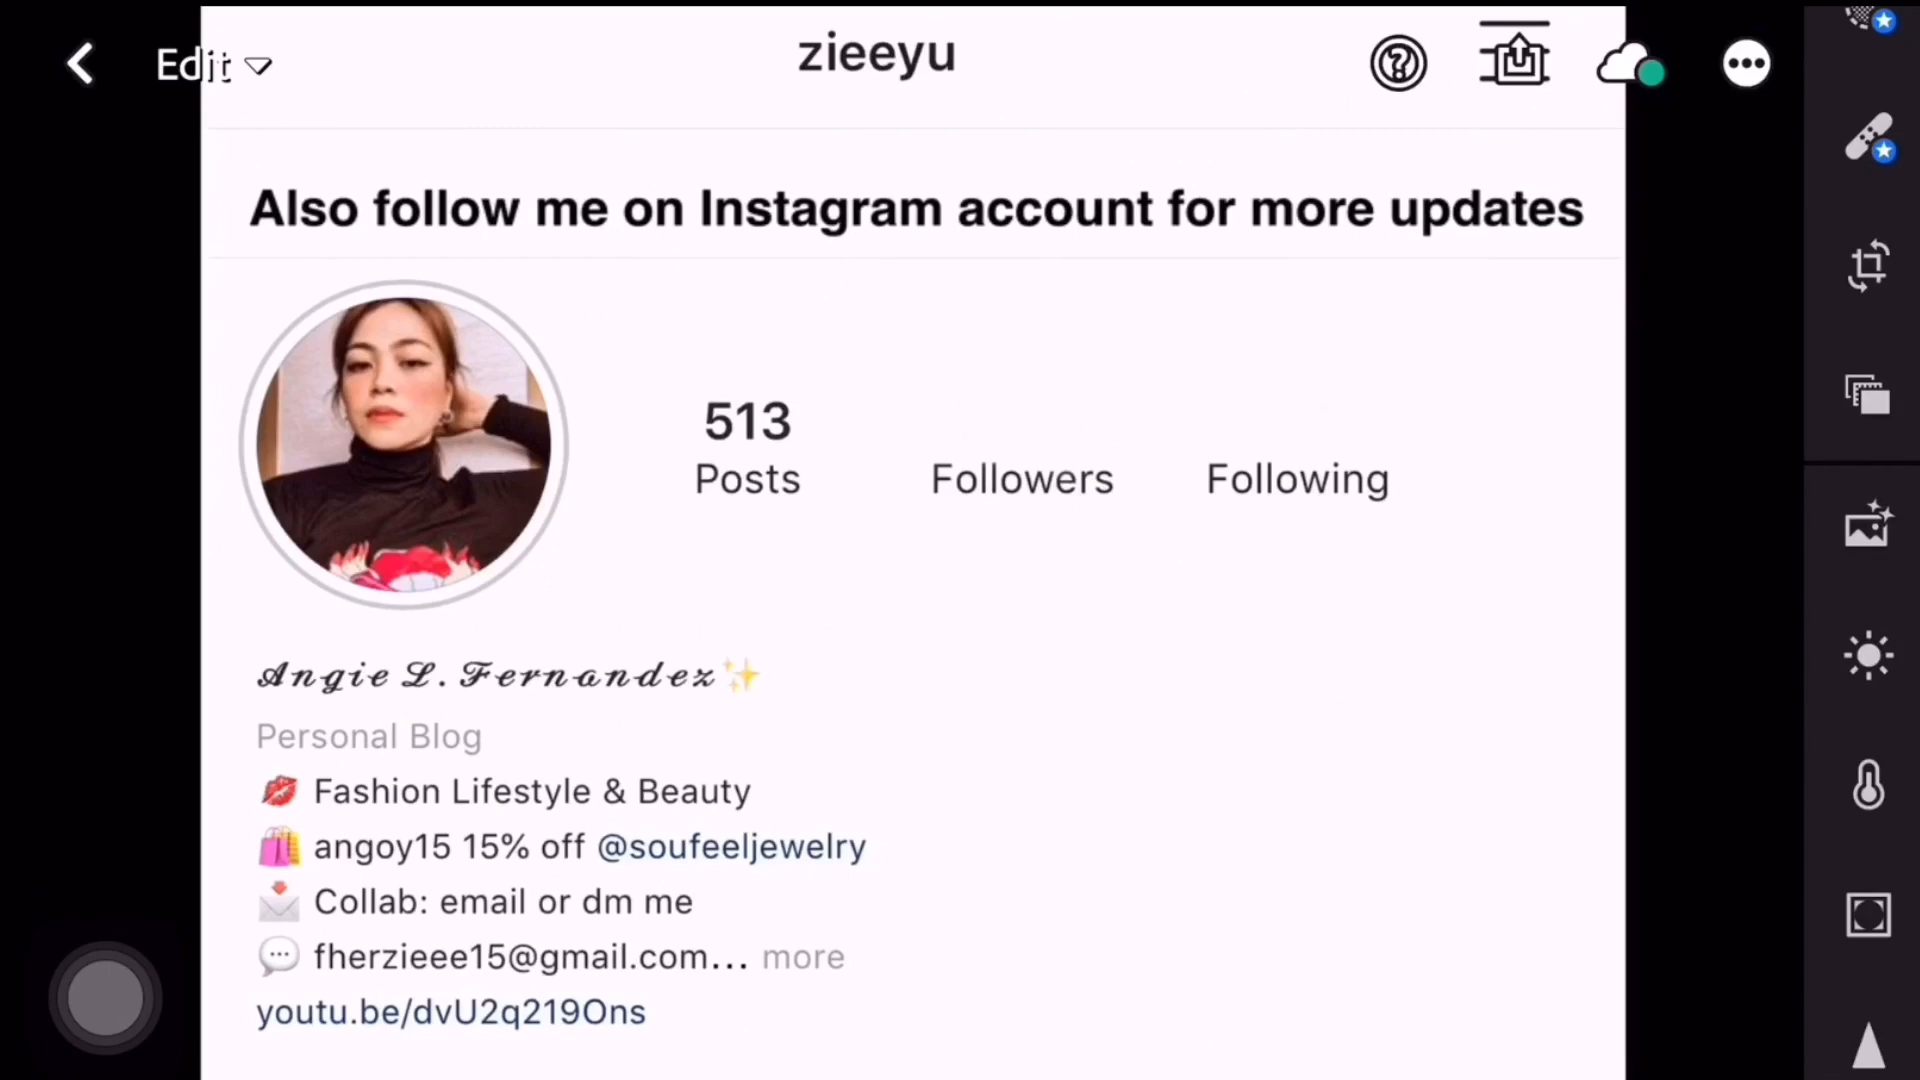 Edit
zieeyu
Also follow me on Instagram account for more updates
513
Posts
Followers
Following
𝒜𝓃𝑔𝒾𝑒 ℒ. ℱ𝑒𝓇𝓃𝒶𝓃𝒹𝑒𝓏✨
Personal Blog
💋 Fashion Lifestyle & Beauty
🛍️ angoy15 15% off @soufeeljewelry
📩 Collab: email or dm me
💬 fherzieee15@gmail.com... more
youtu.be/dvU2q219Ons